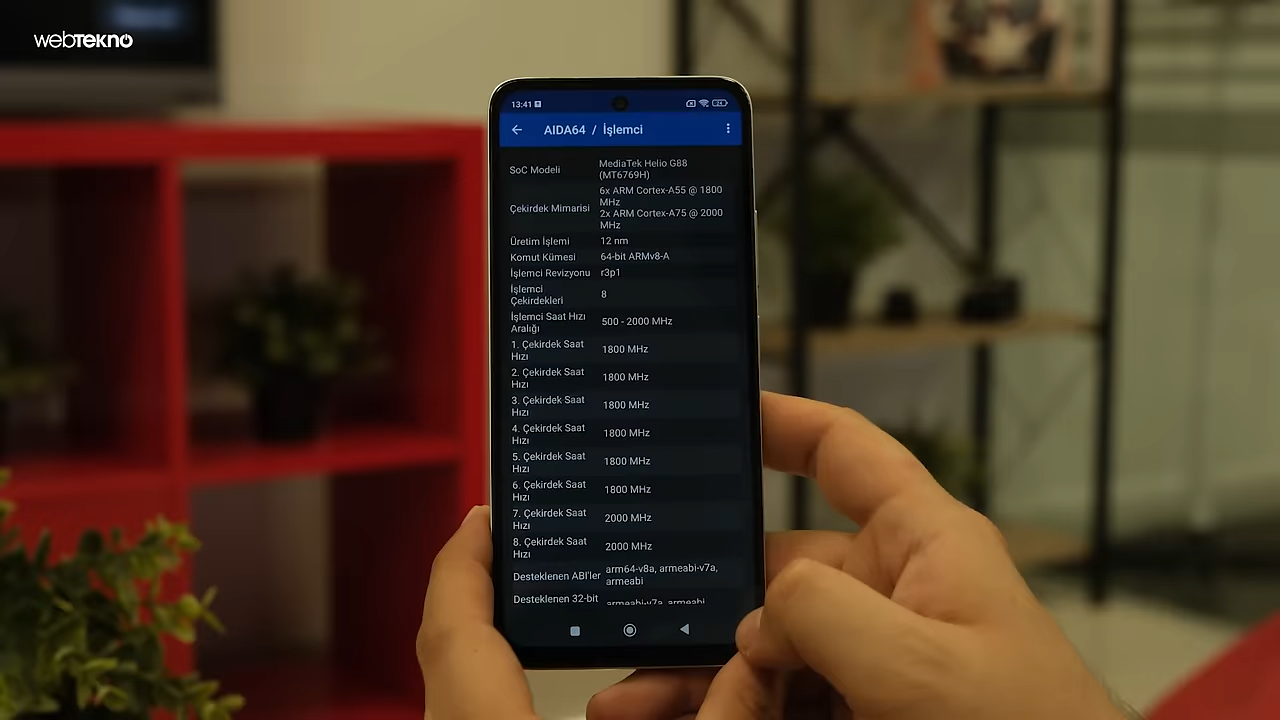 webTEKNO
13:41
AIDA64 / İşlemci
SoC Modeli
MediaTek Helio G88
(MT6769H)
Çekirdek Mimarisi
6x ARM Cortex-A55 @ 1800
MHz
2x ARM Cortex-A75 @ 2000
MHz
Üretim İşlemi
12 nm
Komut Kümesi
64-bit ARMv8-A
İşlemci Revizyonu
r3p1
İşlemci
Çekirdekleri
8
İşlemci Saat Hızı
Aralığı
500 - 2000 MHz
1. Çekirdek Saat
Hızı
1800 MHz
2. Çekirdek Saat
Hızı
1800 MHz
3. Çekirdek Saat
Hızı
1800 MHz
4. Çekirdek Saat
Hızı
1800 MHz
5. Çekirdek Saat
Hızı
1800 MHz
6. Çekirdek Saat
Hızı
1800 MHz
7. Çekirdek Saat
Hızı
2000 MHz
8. Çekirdek Saat
Hızı
2000 MHz
Desteklenen ABI'ler
arm64-v8a, armeabi-v7a,
armeabi
Desteklenen 32-bit
armeabi-v7a, armeabi